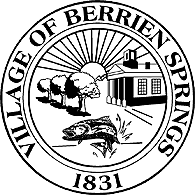 VILLAGE OF BERRIEN SPRINGS
1831